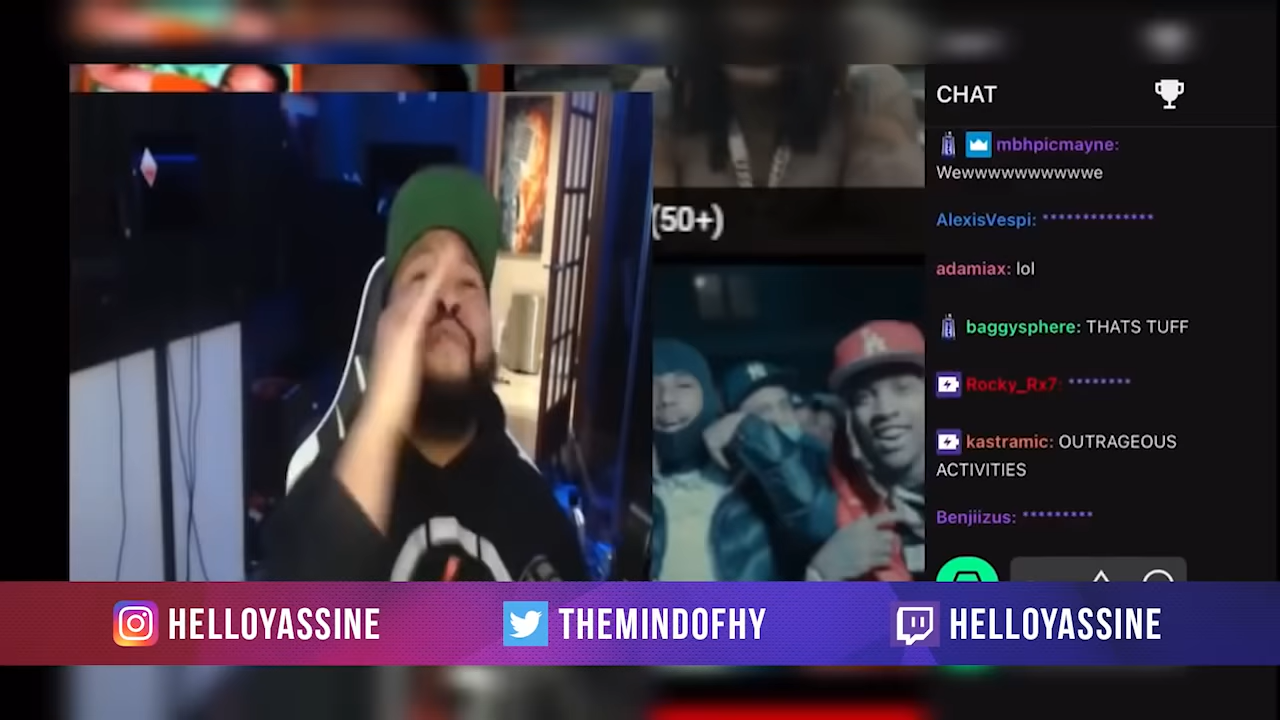 CHAT
mbhpicmayne:
Wewwwwwwwwwwe
AlexisVespi: **************
adamiax: lol
(50+)
baggysphere: THATS TUFF
Rocky_Rx7: ********
kastramic: OUTRAGEOUS
ACTIVITIES
Benjiizus: *********
HELLOYASSINE
THEMINDOFHY
HELLOYASSINE